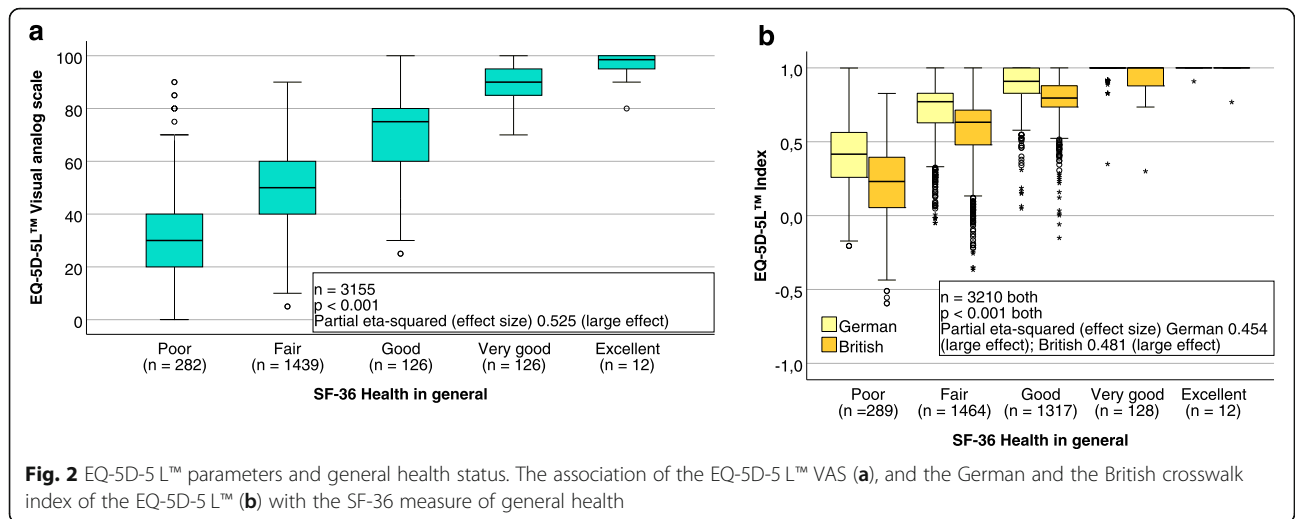 a
EQ-5D-5L™ Visual analog scale
100
80
60
40
20
0
n = 3155
p < 0.001
Partial eta-squared (effect size) 0.525 (large effect)
Poor Fair Good Very good Excellent
(n = 282) (n = 1439) (n = 126) (n = 126) (n = 12)
SF-36 Health in general
b
EQ-5D-5L™ Index
1,0
0,5
0,0
-0,5
-1,0
German
British
n = 3210 both
p < 0.001 both
Partial eta-squared (effect size) German 0.454
(large effect); British 0.481 (large effect)
Poor Fair Good Very good Excellent
(n =289) (n = 1464) (n = 1317) (n = 128) (n = 12)
SF-36 Health in general
Fig. 2 EQ-5D-5 L™ parameters and general health status. The association of the EQ-5D-5 L™ VAS (a), and the German and the British crosswalk
index of the EQ-5D-5 L™ (b) with the SF-36 measure of general health